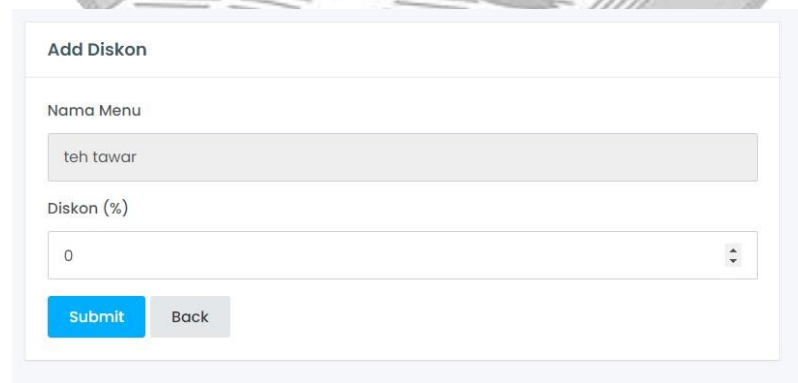 Add Diskon
Nama Menu
teh tawar
Diskon (%)
0
Submit Back